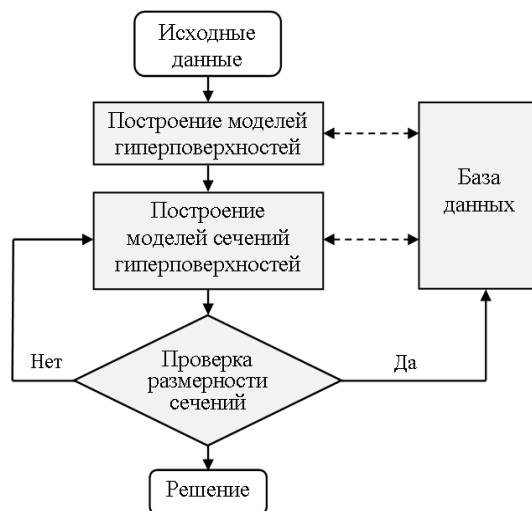 Исходные
данные
Построение моделей
гиперповерхностей
База
данных
Построение
моделей сечений
гиперповерхностей
Нет
Проверка
размерности
сечений
Да
Решение